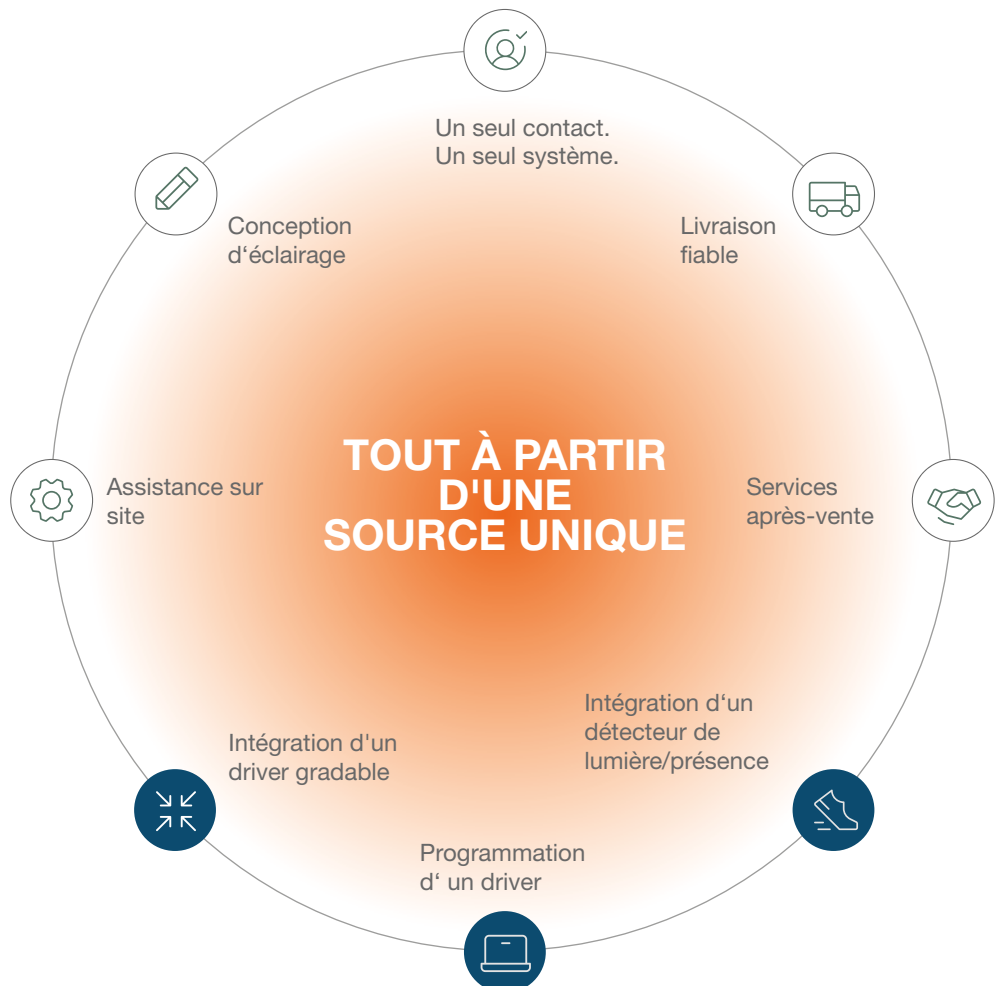 Un seul contact.
Un seul système.
Conception
d‘éclairage
Livraison
fiable
TOUT À PARTIR
D'UNE
SOURCE UNIQUE
Assistance sur
site
Services
après-vente
Intégration d‘un
détecteur de
lumière/présence
Intégration d'un
driver gradable
Programmation
d‘ un driver